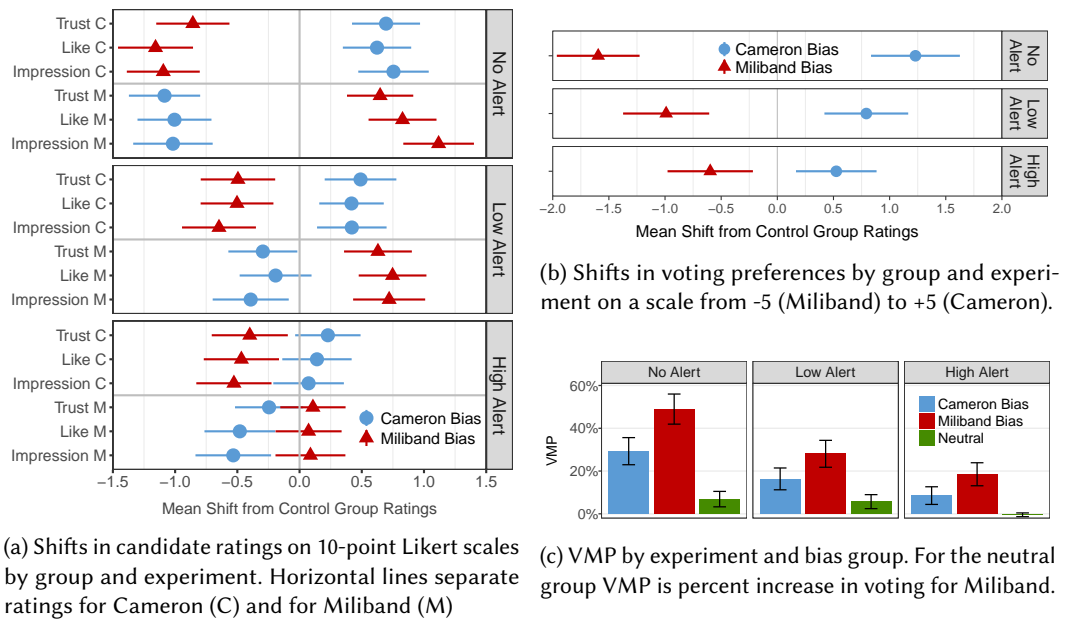 Trust C
Like C
Impression C
Trust M
Like M
Impression M
No Alert
Trust C
Like C
Impression C
Trust M
Like M
Impression M
Low Alert
Trust C
Like C
Impression C
Trust M
Like M
Impression M
High Alert
Cameron Bias
Miliband Bias
−1.5 −1.0 −0.5 0.0 0.5 1.0 1.5
Mean Shift from Control Group Ratings
(a) Shifts in candidate ratings on 10-point Likert scales
by group and experiment. Horizontal lines separate
ratings for Cameron (C) and for Miliband (M)
Cameron Bias
Miliband Bias
No
Alert
Low
Alert
High
Alert
−2.0 −1.5 −1.0 −0.5 0.0 0.5 1.0 1.5 2.0
Mean Shift from Control Group Ratings
(b) Shifts in voting preferences by group and experi-
ment on a scale from -5 (Miliband) to +5 (Cameron).
No Alert Low Alert High Alert
60%
40%
20%
0%
VMP
Cameron Bias
Miliband Bias
Neutral
(c) VMP by experiment and bias group. For the neutral
group VMP is percent increase in voting for Miliband.